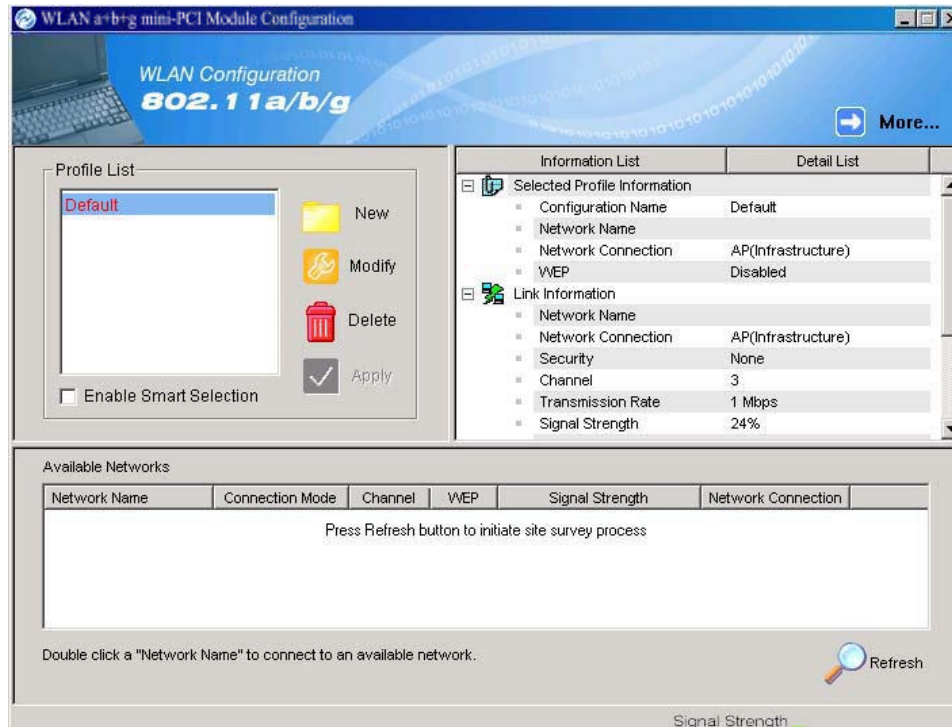 WLAN a+b+g mini-PCI Module Configuration
WLAN Configuration
802.11a/b/g
More...
Profile List
Default
New
Modify
Delete
Apply
Enable Smart Selection
Information List Detail List
Selected Profile Information
Configuration Name Default
Network Name
Network Connection AP(Infrastructure)
WEP Disabled
Link Information
Network Name
Network Connection AP(Infrastructure)
Security None
Channel 3
Transmission Rate 1 Mbps
Signal Strength 24%
Available Networks
Network Name Connection Mode Channel WEP Signal Strength Network Connection
Press Refresh button to initiate site survey process
Double click a "Network Name" to connect to an available network.
Refresh
Signal Strength